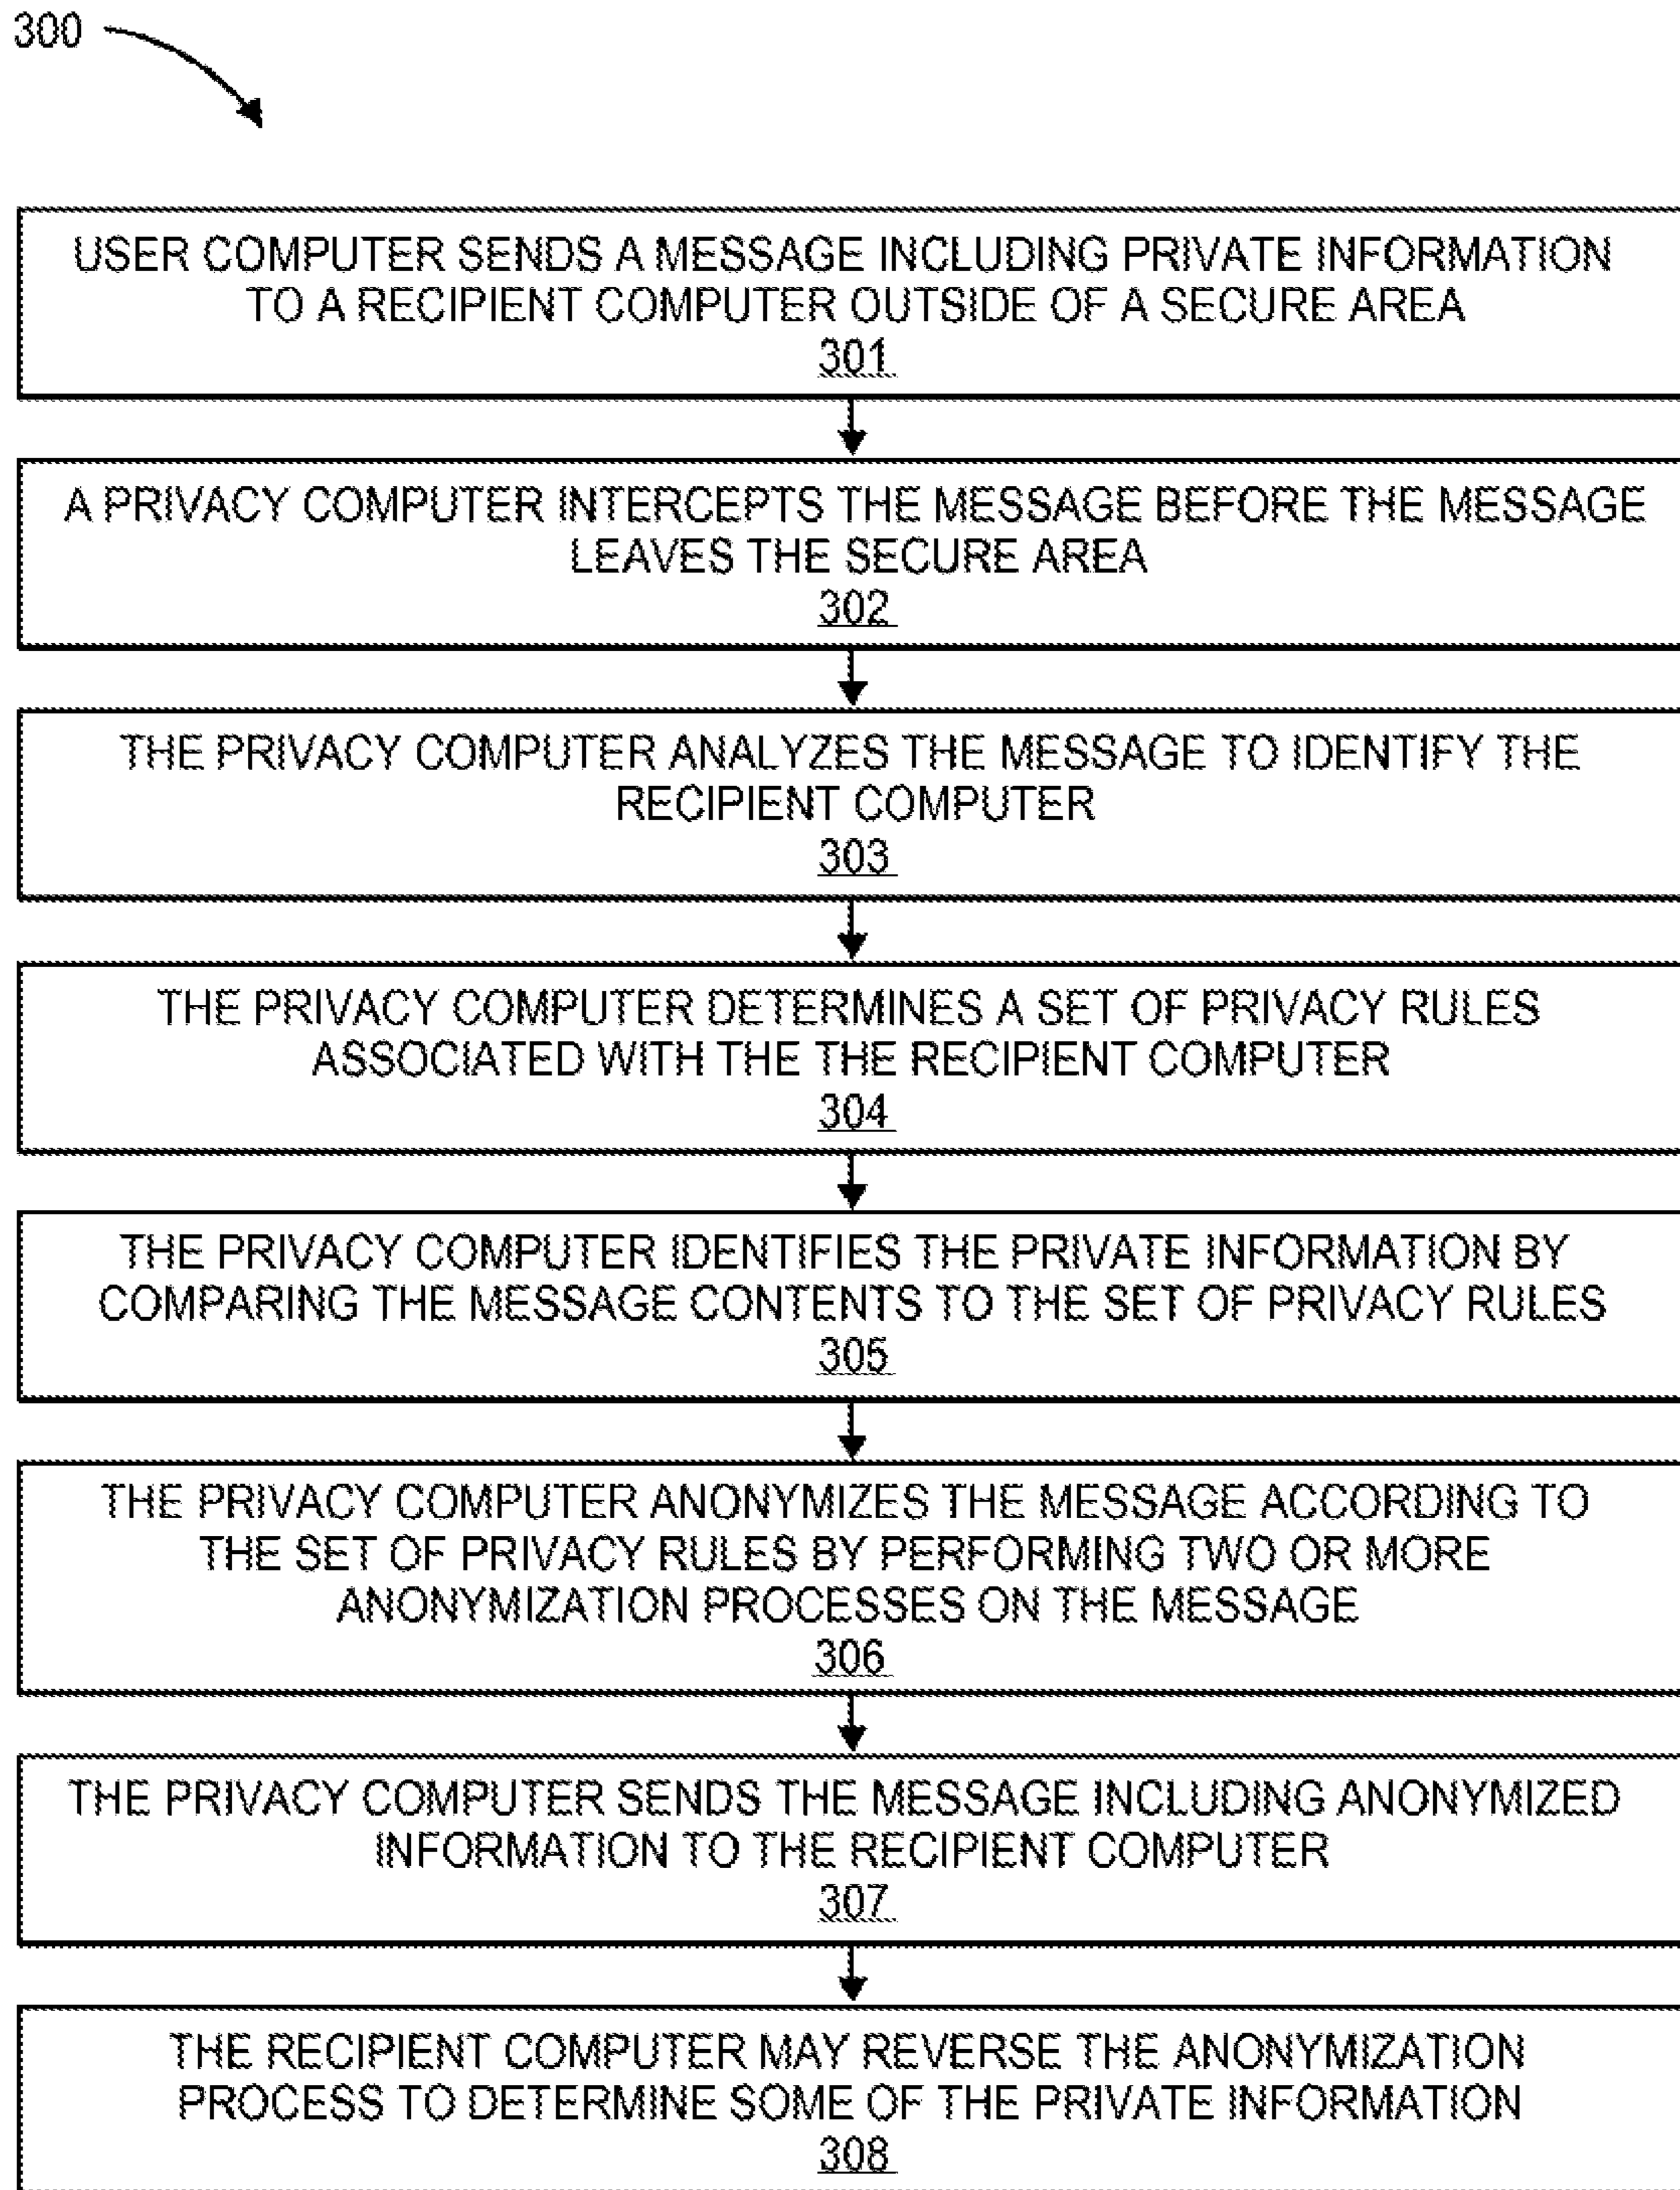 300
USER COMPUTER SENDS A MESSAGE INCLUDING PRIVATE INFORMATION
TO A RECIPIENT COMPUTER OUTSIDE OF A SECURE AREA
301
A PRIVACY COMPUTER INTERCEPTS THE MESSAGE BEFORE THE MESSAGE
LEAVES THE SECURE AREA
302
THE PRIVACY COMPUTER ANALYZES THE MESSAGE TO IDENTIFY THE
RECIPIENT COMPUTER
303
THE PRIVACY COMPUTER DETERMINES A SET OF PRIVACY RULES
ASSOCIATED WITH THE THE RECIPIENT COMPUTER
304
THE PRIVACY COMPUTER IDENTIFIES THE PRIVATE INFORMATION BY
COMPARING THE MESSAGE CONTENTS TO THE SET OF PRIVACY RULES
305
THE PRIVACY COMPUTER ANONYMIZES THE MESSAGE ACCORDING TO
THE SET OF PRIVACY RULES BY PERFORMING TWO OR MORE
ANONYMIZATION PROCESSES ON THE MESSAGE
306
THE PRIVACY COMPUTER SENDS THE MESSAGE INCLUDING ANONYMIZED
INFORMATION TO THE RECIPIENT COMPUTER
307
THE RECIPIENT COMPUTER MAY REVERSE THE ANONYMIZATION
PROCESS TO DETERMINE SOME OF THE PRIVATE INFORMATION
308